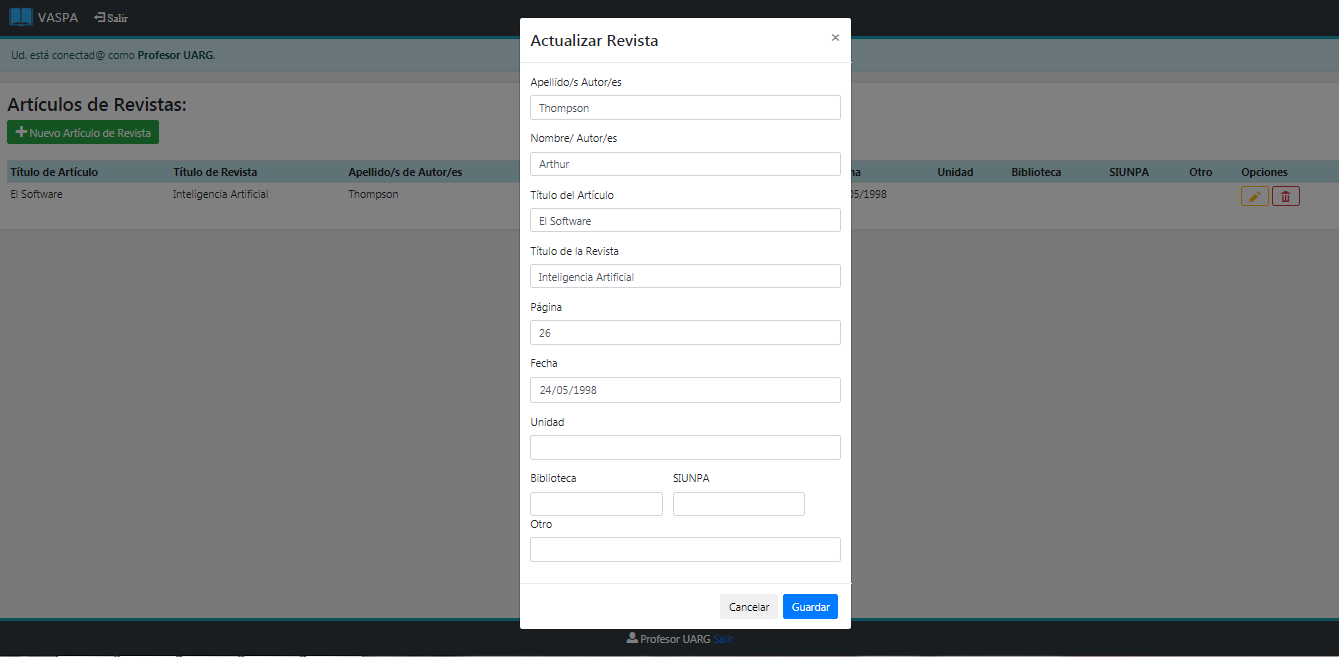 VASPA Salir
Ud. está conectad@ como Profesor UARG.
Artículos de Revistas:
Nuevo Artículo de Revista
Título de Artículo Título de Revista Apellido/s de Autor/es Unidad Biblioteca SIUNPA Otro Opciones
El Software Inteligencia Artificial Thompson 05/1998
Actualizar Revista ×
Apellido/s Autor/es
Thompson
Nombre/ Autor/es
Arthur
Título del Artículo
El Software
Título de la Revista
Inteligencia Artificial
Página
26
Fecha
24/05/1998
Unidad
Biblioteca SIUNPA
Otro
Cancelar Guardar
Profesor UARG Salir